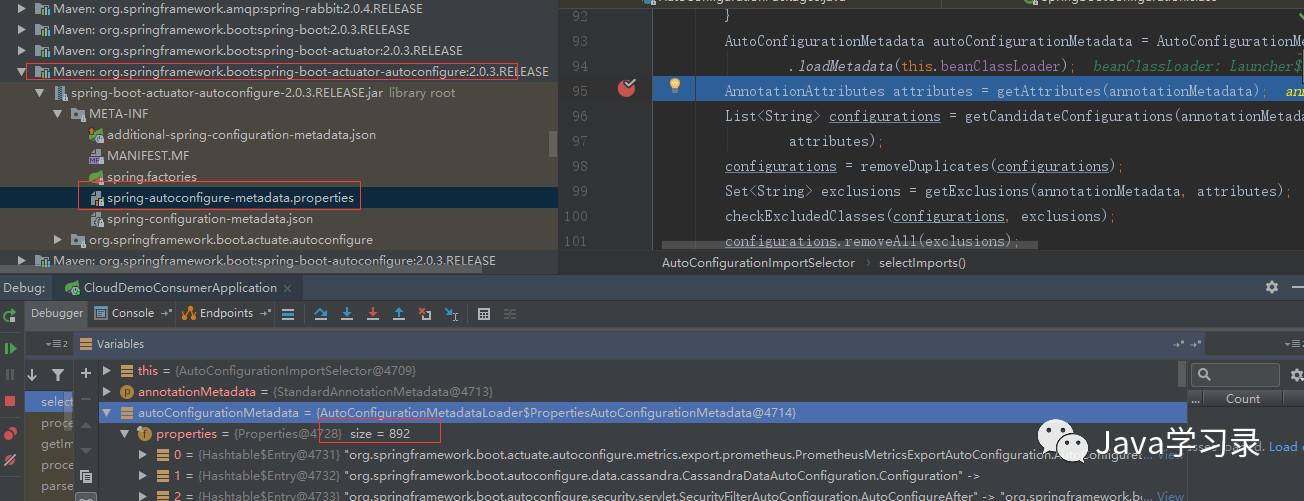 Maven: org.springframework.amqp:spring-rabbit:2.0.4.RELEASE
Maven: org.springframework.boot:spring-boot:2.0.3.RELEASE
Maven: org.springframework.boot:spring-boot-actuator:2.0.3.RELEASE
Maven: org.springframework.boot:spring-boot-actuator-autoconfigure:2.0.3.RELEASE
spring-boot-actuator-autoconfigure-2.0.3.RELEASE.jar library root
META-INF
additional-spring-configuration-metadata.json
MANIFEST.MF
spring.factories
spring-autoconfigure-metadata.properties
spring-configuration-metadata.json
org.springframework.boot.actuate.autoconfigure
Maven: org.springframework.boot:spring-boot-autoconfigure:2.0.3.RELEASE
92 }
93 AutoConfigurationMetadata autoConfigurationMetadata = AutoConfigurationMe
94 .loadMetadata(this.beanClassLoader); beanClassLoader: Launcher$
95 AnnotationAttributes attributes = getAttributes(annotationMetadata); ann
96 List<String> configurations = getCandidateConfigurations(annotationMetada
97 attributes);
98 configurations = removeDuplicates(configurations);
99 Set<String> exclusions = getExclusions(annotationMetadata, attributes);
100 checkExcludedClasses(configurations, exclusions);
101 configurations.removeAll(exclusions);
AutoConfigurationImportSelector > selectImports()
Debug: CloudDemoConsumerApplication ×
Debugger Console Endpoints
2 Variables
this = {AutoConfigurationImportSelector@4709}
annotationMetadata = {StandardAnnotationMetadata@4713}
autoConfigurationMetadata = {AutoConfigurationMetadataLoader$PropertiesAutoConfigurationMetadata@4714}
properties = {Properties@4728} size = 892
0 = {Hashtable$Entry@4731} "org.springframework.boot.actuate.autoconfigure.metrics.export.prometheus.PrometheusMetricsExportAutoConfiguration.
1 = {Hashtable$Entry@4732} "org.springframework.boot.autoconfigure.data.cassandra.CassandraDataAutoConfiguration.Configuration" ->
2 = {Hashtable$Entry@4733} "org.springframework.boot.autoconfigure.security.servlet.SecurityFilterAutoConfiguration.AutoConfigureAfter" -> "org.springframework.b... View
select
proce
getIm
proce
parse
... Count
Load c
Java学习录